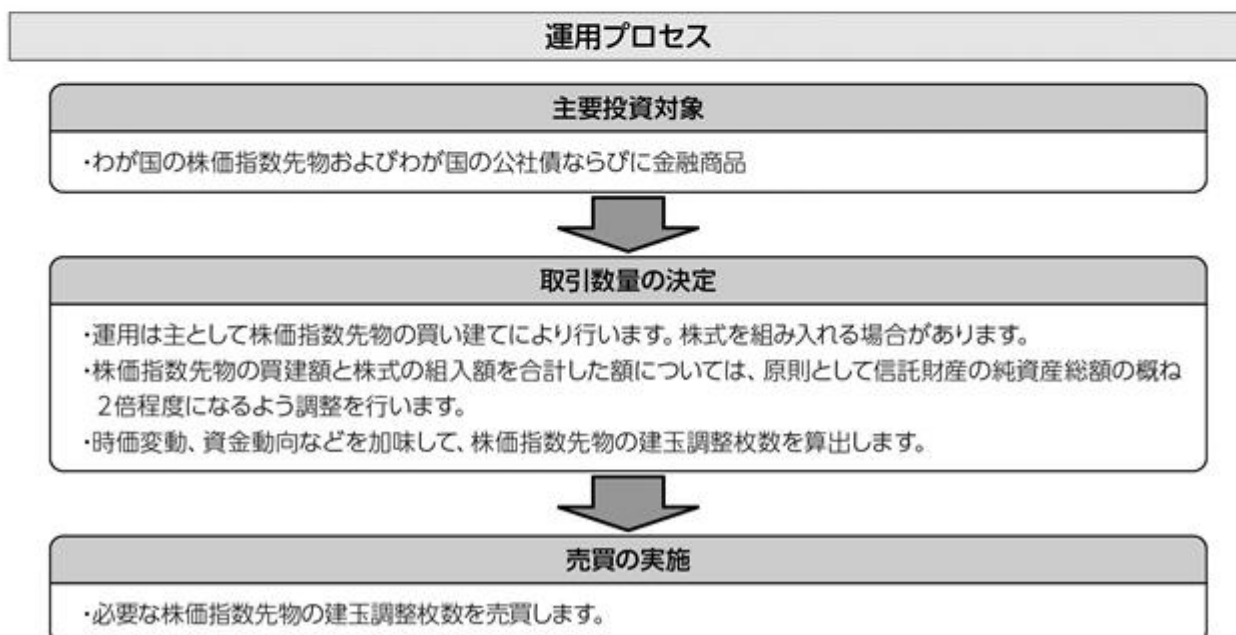 運用プロセス
主要投資対象
・わが国の株価指数先物およびわが国の公社債ならびに金融商品
取引数量の決定
・運用は主として株価指数先物の買い建てにより行います。株式を組み入れる場合があります。
・株価指数先物の買建額と株式の組入額を合計した額については、原則として信託財産の純資産総額の概ね
2倍程度になるよう調整を行います。
・時価変動、資金動向などを加味して、株価指数先物の建玉調整枚数を算出します。
売買の実施
・必要な株価指数先物の建玉調整枚数を売買します。